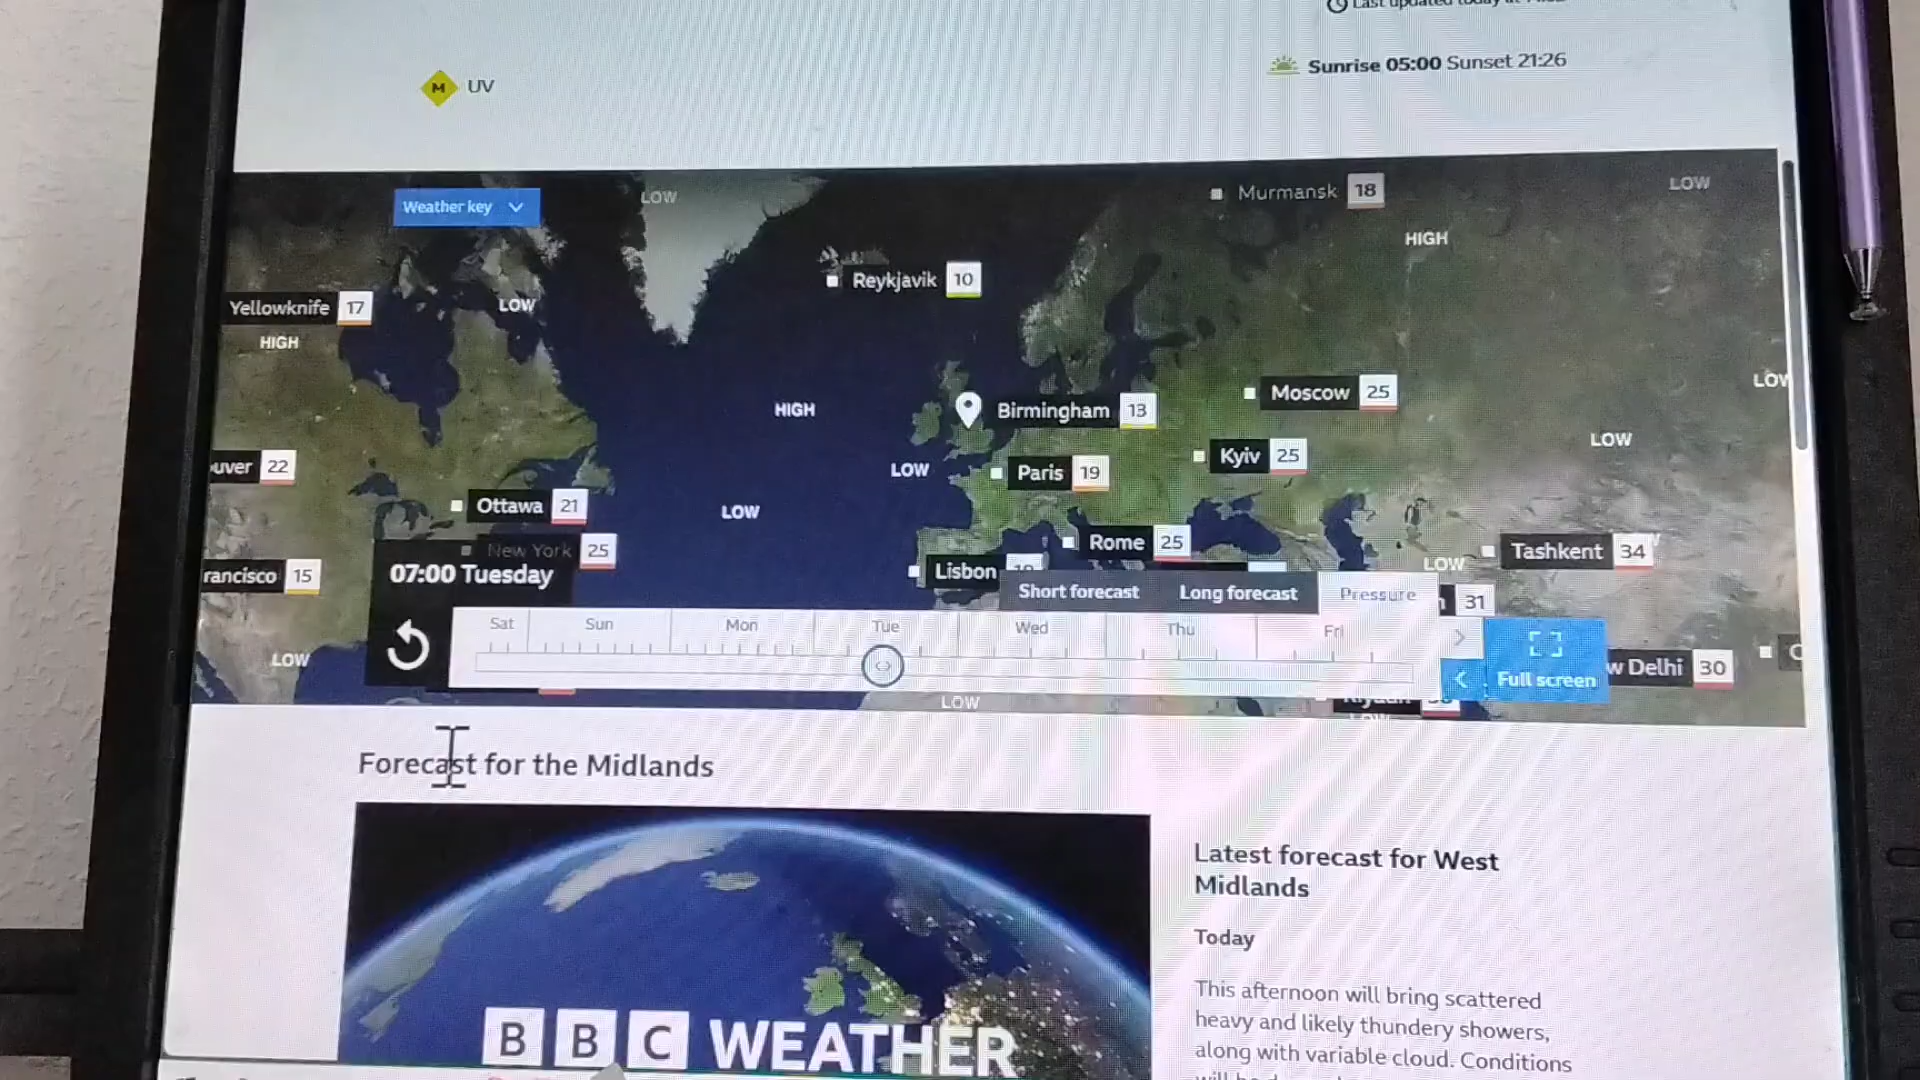 Last updated today at
M UV
Sunrise 05:00 Sunset 21:26
Weather key
LOW
Murmansk 18
LOW
HIGH
Reykjavik 10
Yellowknife 17
LOW
HIGH
LOW
Moscow 25
HIGH
Birmingham 13
LOW
uver 22
LOW
Paris 19
Kyiv 25
Ottawa 21
LOW
New York 25
Rome 25
Tashkent 34
LOW
rancisco 15
07:00 Tuesday
Lisbon
Short forecast Long forecast Pressure
31
Sat Sun Mon Tue Wed Thu Fri
LOW
Full screen
w Delhi 30
LOW
Forecast for the Midlands
BBC WEATHER
Latest forecast for West
Midlands
Today
This afternoon will bring scattered
heavy and likely thundery showers,
along with variable cloud. Conditions